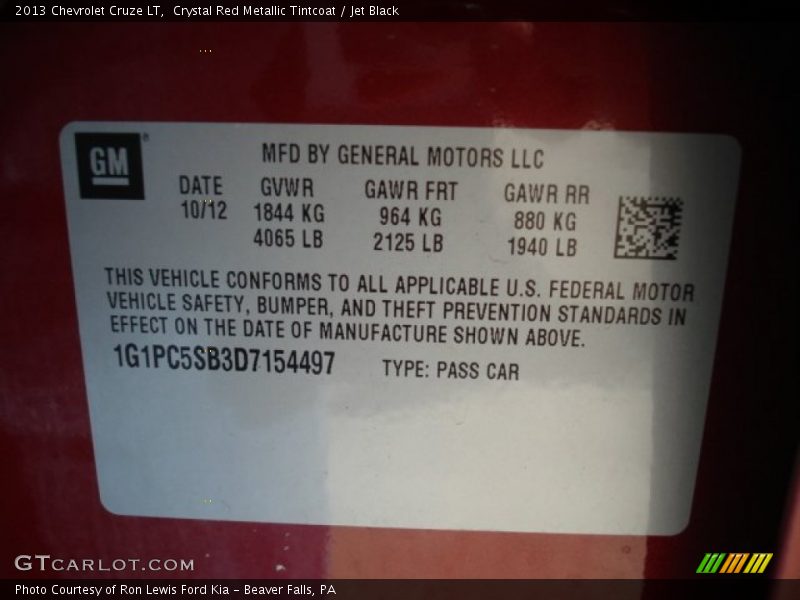 2013 Chevrolet Cruze LT,  Crystal Red Metallic Tintcoat / Jet Black
GM
MFD BY GENERAL MOTORS LLC
DATE GVWR GAWR FRT GAWR RR
10/12 1844 KG 964 KG 880 KG
4065 LB 2125 LB 1940 LB
THIS VEHICLE CONFORMS TO ALL APPLICABLE U.S. FEDERAL MOTOR
VEHICLE SAFETY, BUMPER, AND THEFT PREVENTION STANDARDS IN
EFFECT ON THE DATE OF MANUFACTURE SHOWN ABOVE.
1G1PC5SB3D7154497 TYPE: PASS CAR
GTCARLOT.COM
Photo Courtesy of Ron Lewis Ford Kia - Beaver Falls, PA